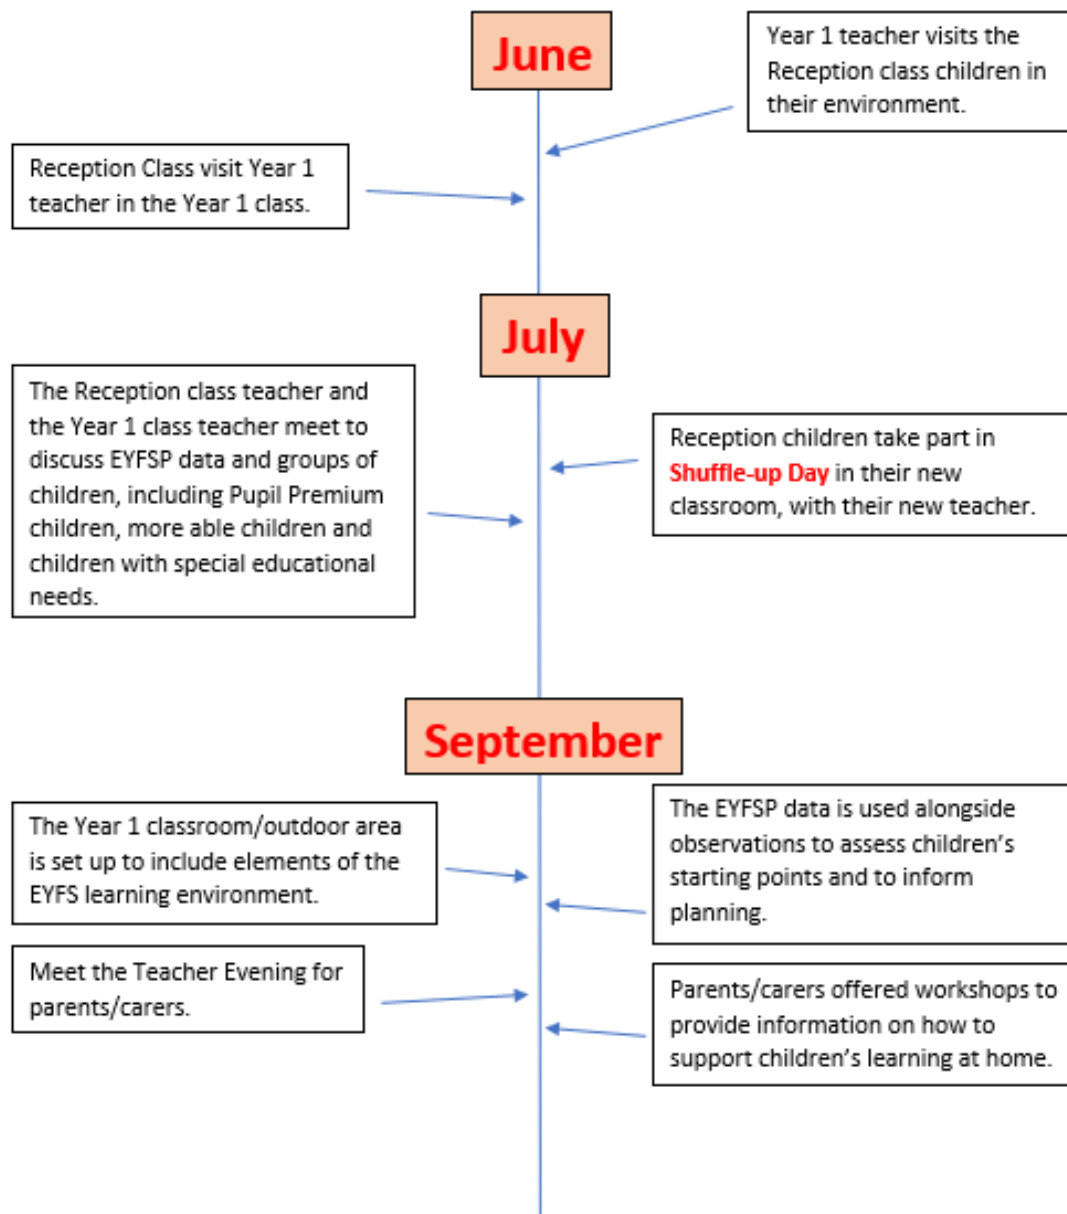 June
Year 1 teacher visits the
Reception class children in
their environment.
Reception Class visit Year 1
teacher in the Year 1 class.
July
The Reception class teacher and
the Year 1 class teacher meet to
discuss EYFSP data and groups of
children, including Pupil Premium
children, more able children and
children with special educational
needs.
Reception children take part in
Shuffle-up Day in their new
classroom, with their new teacher.
September
The Year 1 classroom/outdoor area
is set up to include elements of the
EYFS learning environment.
The EYFSP data is used alongside
observations to assess children's
starting points and to inform
planning.
Meet the Teacher Evening for
parents/carers.
Parents/carers offered workshops to
provide information on how to
support children's learning at home.